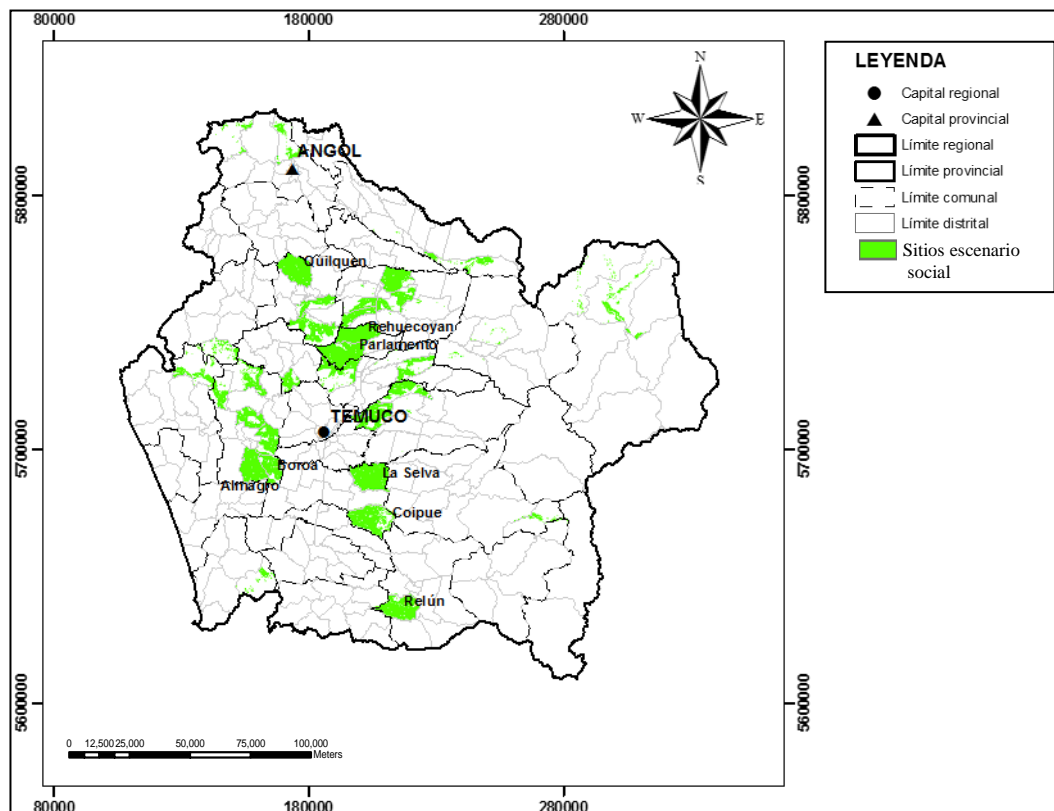 80000 180000 280000
N
W E
S
LEYENDA
Capital regional
Capital provincial
Límite regional
Límite provincial
Límite comunal
Límite distrital
Sitios escenario
social
ANGOL
5800000 5800000
Quilquen
Rehuecoyan
Parlamento
TEMUCO
5700000 5700000
Boroa
La Selva
Almagro
Coipue
Relún
5600000 5600000
0 12,500 25,000 50,000 75,000 100,000
Meters
80000 180000 280000